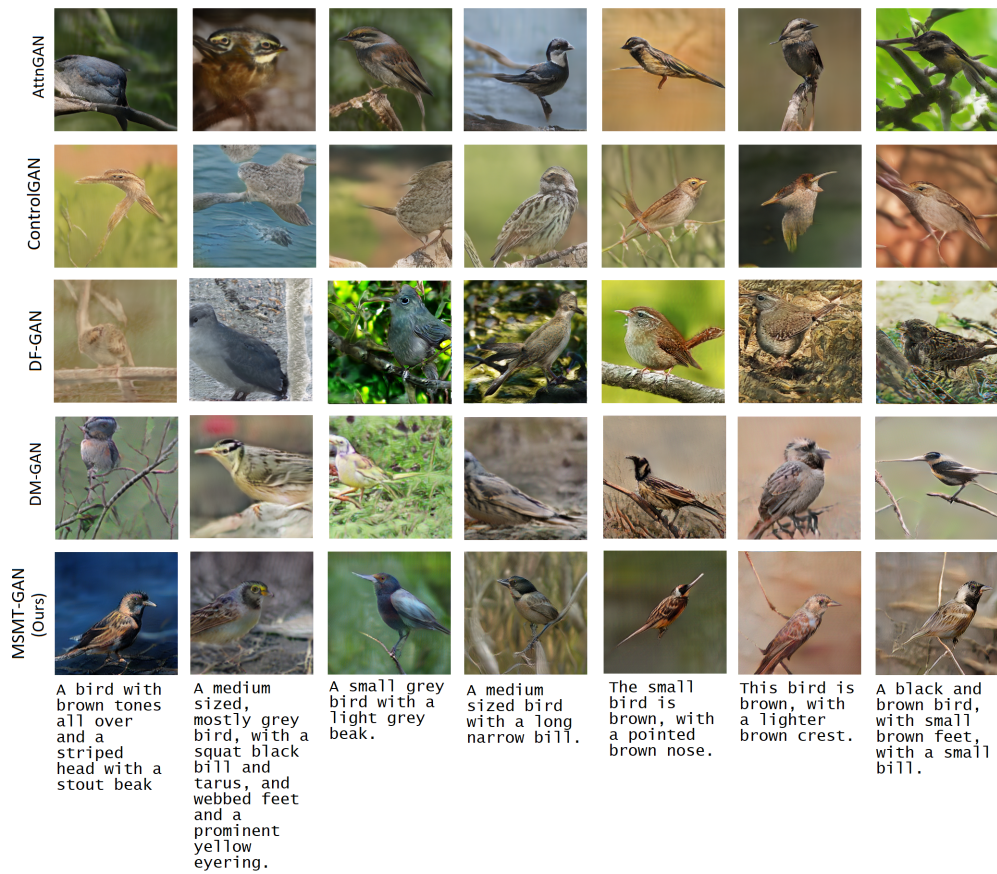 AttnGAN
ControlGAN
DF-GAN
DM-GAN
MSMT-GAN
(Ours)
A bird with
brown tones
all over
and a
striped
head with a
stout beak
A medium
sized,
mostly grey
bird, with a
squat black
bill and
tarus, and
webbed feet
and a
prominent
yellow
eyering.
A small grey
bird with a
light grey
beak.
A medium
sized bird
with a long
narrow bill.
The small
bird is
brown, with
a pointed
brown nose.
This bird is
brown, with
a lighter
brown crest.
A black and
brown bird,
with small
brown feet,
with a small
bill.